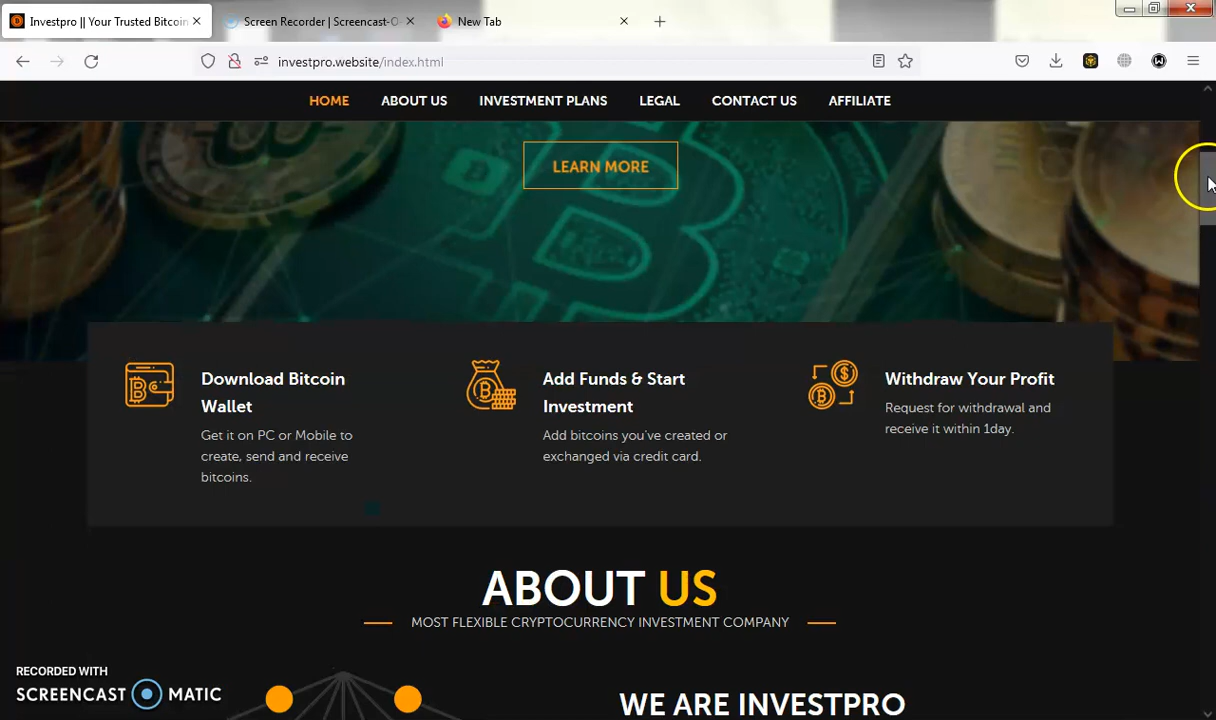 Investpro || Your Trusted Bitcoin
Screen Recorder | Screencast-O-
New Tab
investpro.website/index.html
HOME
ABOUT US
INVESTMENT PLANS
LEGAL
CONTACT US
AFFILIATE
LEARN MORE
Download Bitcoin
Wallet
Get it on PC or Mobile to
create, send and receive
bitcoins.
Add Funds & Start
Investment
Add bitcoins you've created or
exchanged via credit card.
Withdraw Your Profit
Request for withdrawal and
receive it within 1day.
ABOUT US
MOST FLEXIBLE CRYPTOCURRENCY INVESTMENT COMPANY
WE ARE INVESTPRO
RECORDED WITH
SCREENCAST MATIC